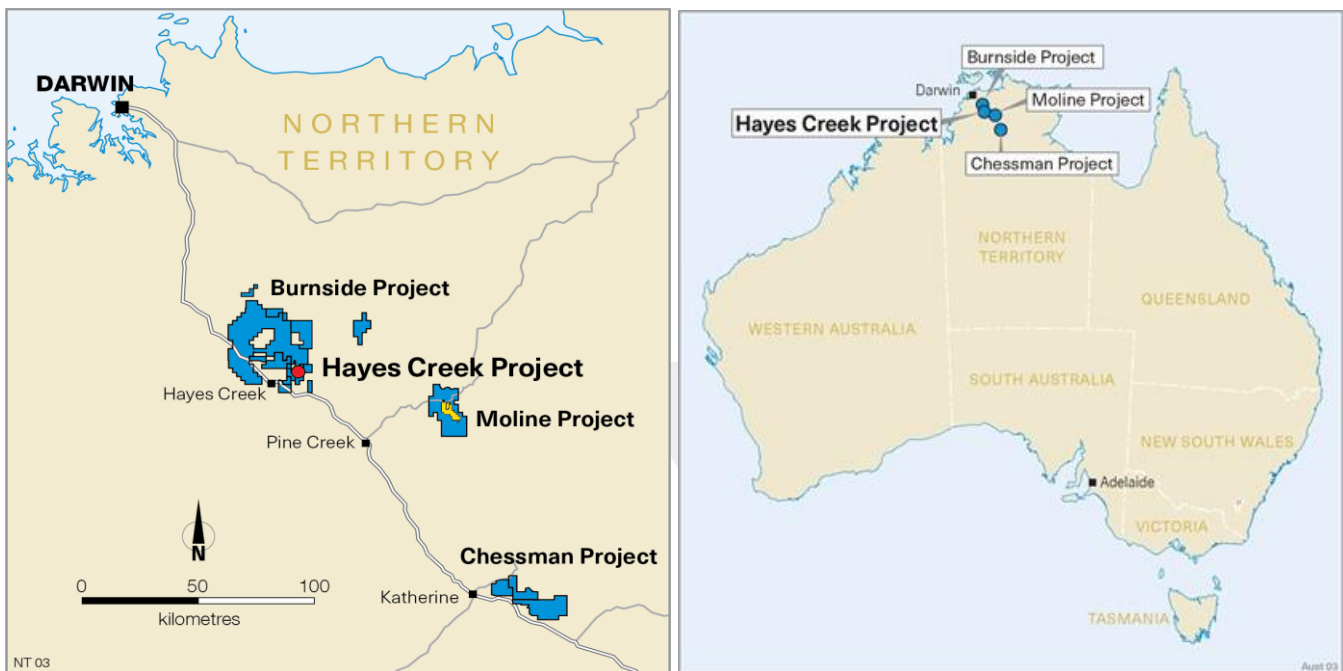 DARWIN
NORTHERN
TERRITORY
Burnside Project
Hayes Creek Project
Hayes Creek
Moline Project
Pine Creek
N
Chessman Project
0 50 100
Katherine
kilometres
NT 03
Burnside Project
Darwin
Moline Project
Hayes Creek Project
Chessman Project
NORTHERN
TERRITORY
QUEENSLAND
WESTERN AUSTRALIA
SOUTH AUSTRALIA
NEW SOUTH WALES
Adelaide
VICTORIA
TASMANIA
Aust 03